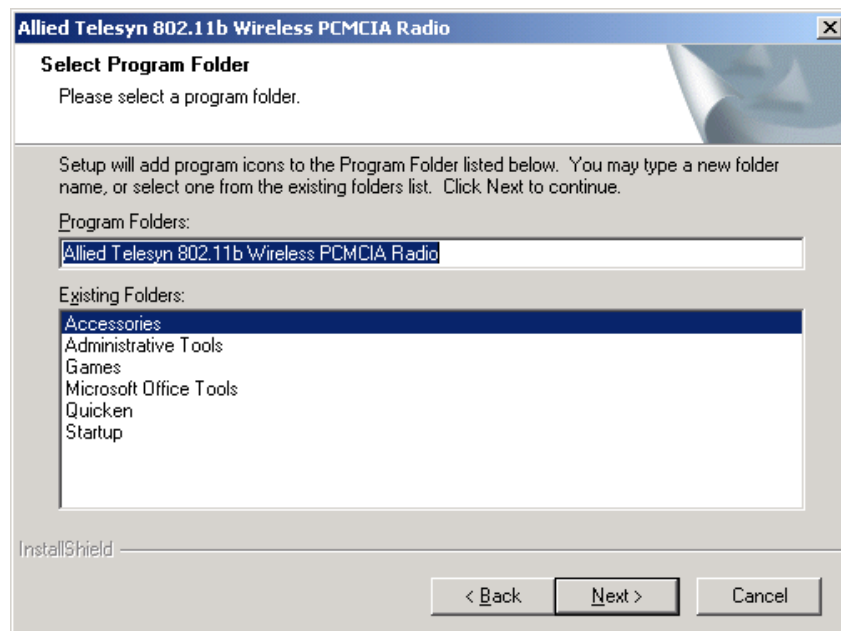 Allied Telesyn 802.11b Wireless PCMCIA Radio
Select Program Folder
Please select a program folder.
Setup will add program icons to the Program Folder listed below. You may type a new folder
name, or select one from the existing folders list. Click Next to continue.
Program Folders:
Allied Telesyn 802.11b Wireless PCMCIA Radio
Existing Folders:
Accessories
Administrative Tools
Games
Microsoft Office Tools
Quicken
Startup
InstallShield
< Back
Next >
Cancel